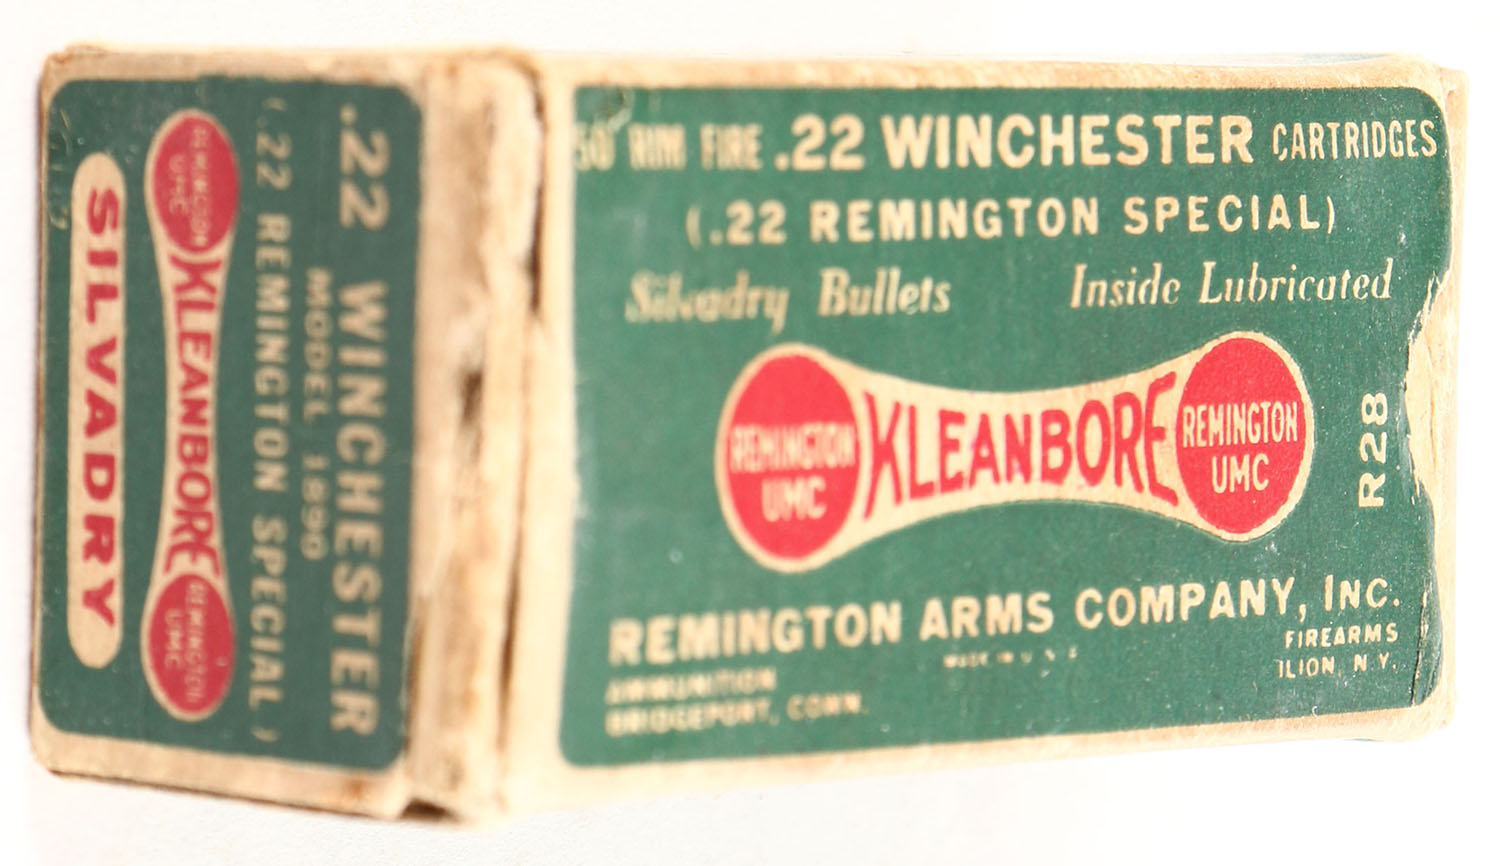 50 RIM FIRE .22 WINCHESTER CARTRIDGES
(.22 REMINGTON SPECIAL)
Silvadry Bullets Inside Lubricated
REMINGTON UMC
KLEANBORE
REMINGTON UMC
R28
REMINGTON ARMS COMPANY, INC.
MADE IN U S A
AMMUNITION
BRIDGEPORT, CONN.
FIREARMS
ILION, N.Y.
.22 WINCHESTER
MODEL 1890
(.22 REMINGTON SPECIAL)
REMINGTON UMC
KLEANBORE
REMINGTON UMC
SILVADRY